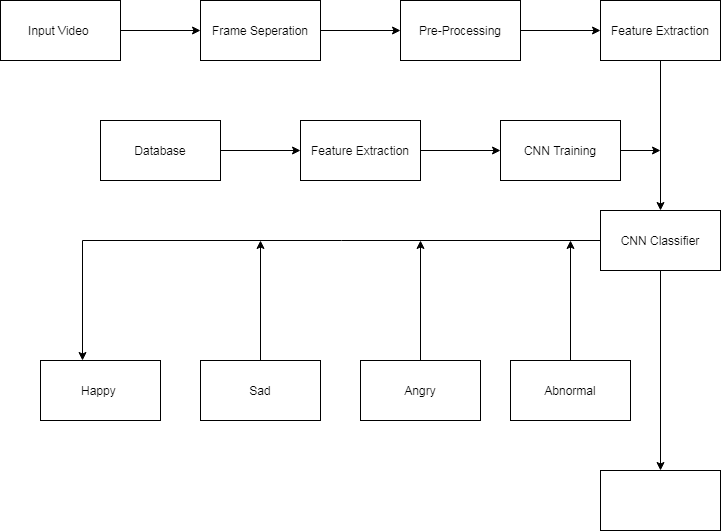 Input Video
Frame Seperation
Pre-Processing
Feature Extraction
Database
Feature Extraction
CNN Training
CNN Classifier
Happy
Sad
Angry
Abnormal